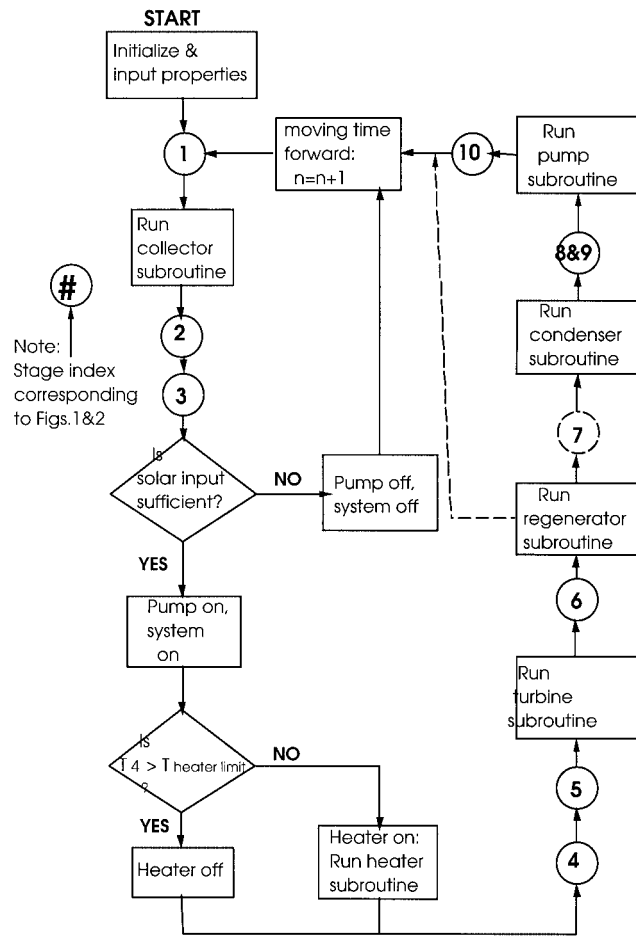 START
Initialize &
input properties
1
moving time
forward:
n=n+1
10
Run
pump
subroutine
Run
collector
subroutine
8&9
#
2
Note:
Stage index
corresponding
to Figs.1&2
3
Run
condenser
subroutine
7
Is
solar input
sufficient?
NO
Pump off,
system off
Run
regenerator
subroutine
YES
6
Pump on,
system
on
Run
turbine
subroutine
Is
T 4 > T heater limit
?
NO
5
YES
Heater off
Heater on:
Run heater
subroutine
4